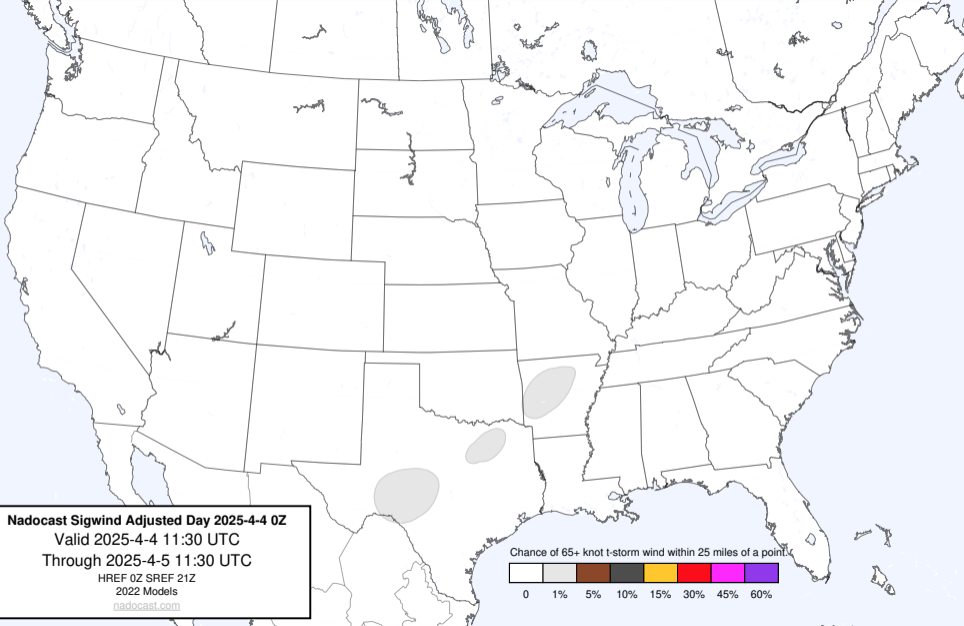 Nadocast Sigwind Adjusted Day 2025-4-4 0Z
Valid 2025-4-4 11:30 UTC
Through 2025-4-5 11:30 UTC
HREF 0Z SREF 21Z
2022 Models
nadocast.com
Chance of 65+ knot t-storm wind within 25 miles of a point.
0 1% 5% 10% 15% 30% 45% 60%